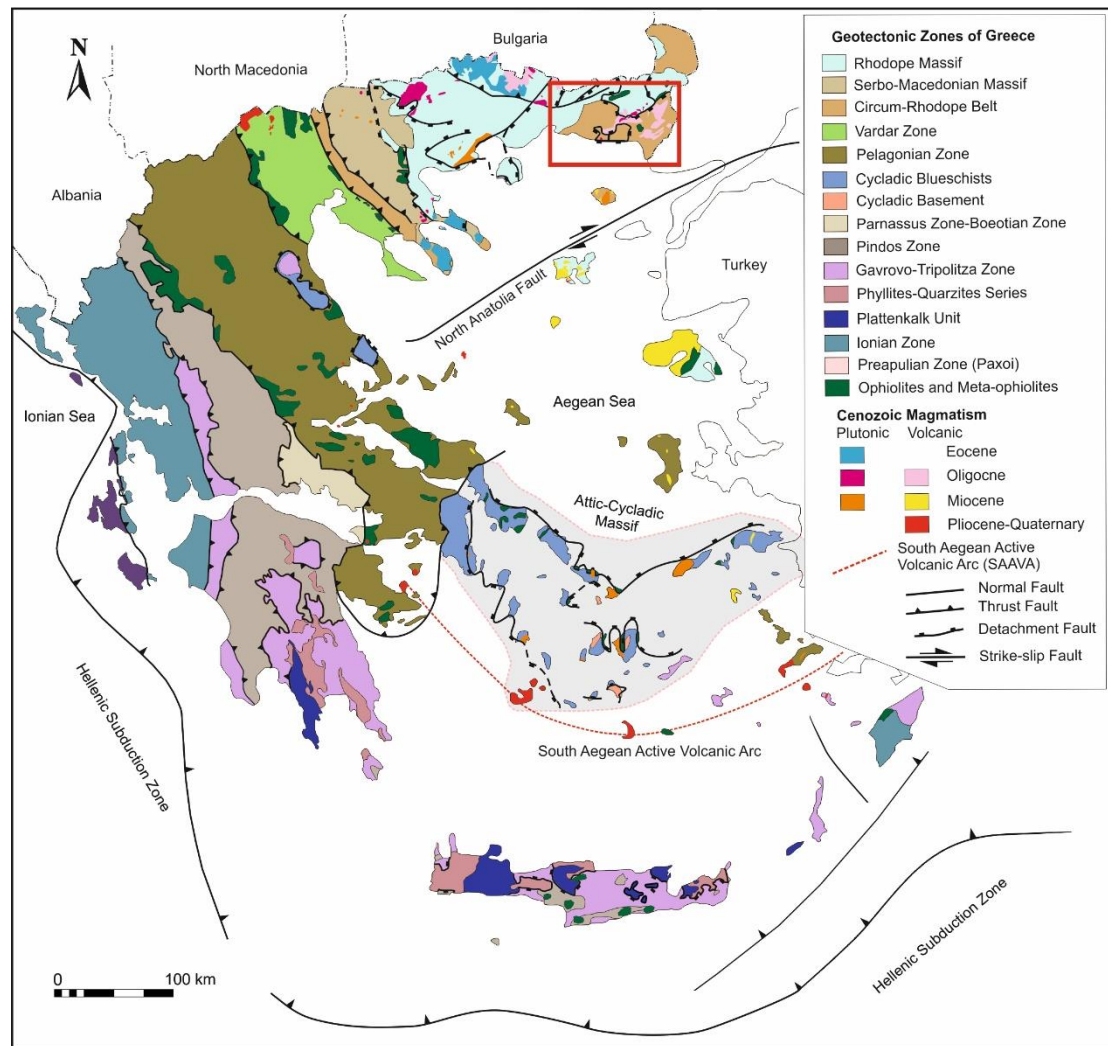 N
Bulgaria
North Macedonia
Albania
Turkey
North Anatolia Fault
Ionian Sea
Aegean Sea
Attic-Cycladic
Massif
Hellenic Subduction Zone
South Aegean Active Volcanic Arc
Hellenic Subduction Zone
0 100 km
Geotectonic Zones of Greece
Rhodope Massif
Serbo-Macedonian Massif
Circum-Rhodope Belt
Vardar Zone
Pelagonian Zone
Cycladic Blueschists
Cycladic Basement
Parnassus Zone-Boeotian Zone
Pindos Zone
Gavrovo-Tripolitza Zone
Phyllites-Quarzites Series
Plattenkalk Unit
Ionian Zone
Preapulian Zone (Paxoi)
Ophiolites and Meta-ophiolites
Cenozoic Magmatism
Plutonic Volcanic
Eocene
Oligocne
Miocene
Pliocene-Quaternary
South Aegean Active
Volcanic Arc (SAAVA)
Normal Fault
Thrust Fault
Detachment Fault
Strike-slip Fault